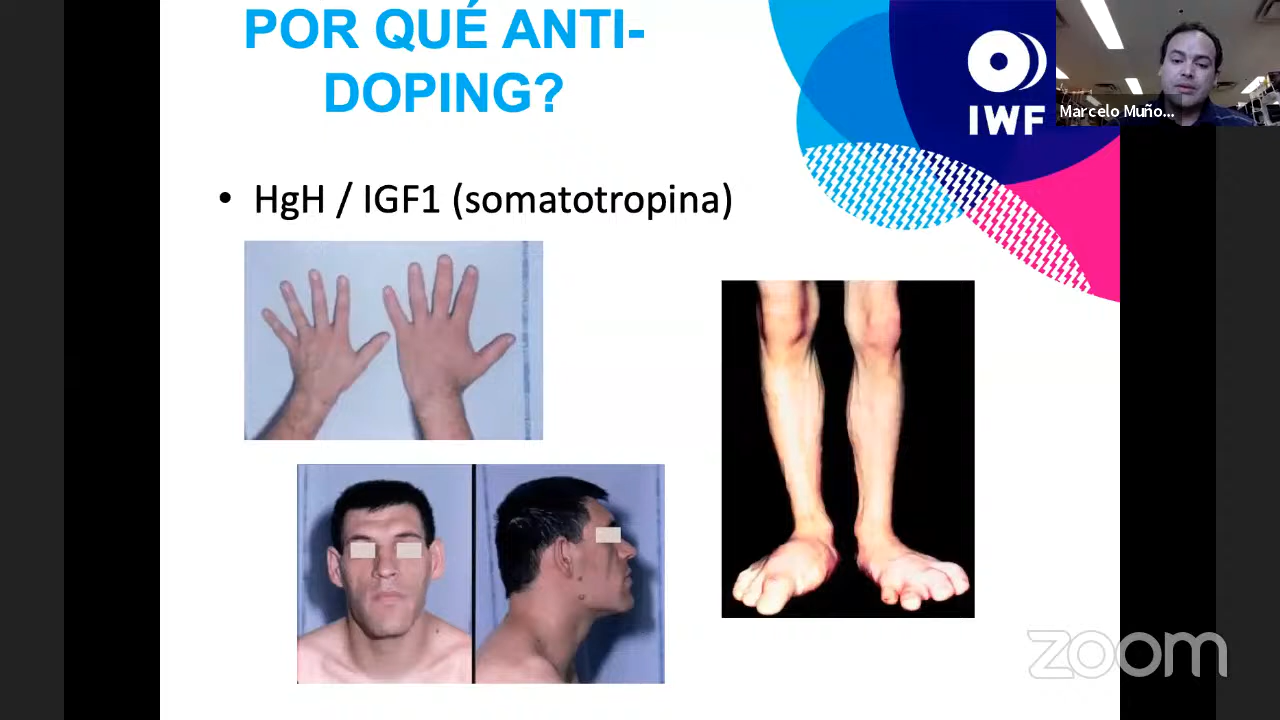 POR QUÉ ANTI-
DOPING?
IWF
Marcelo Muño...
• HgH / IGF1 (somatotropina)
zoom